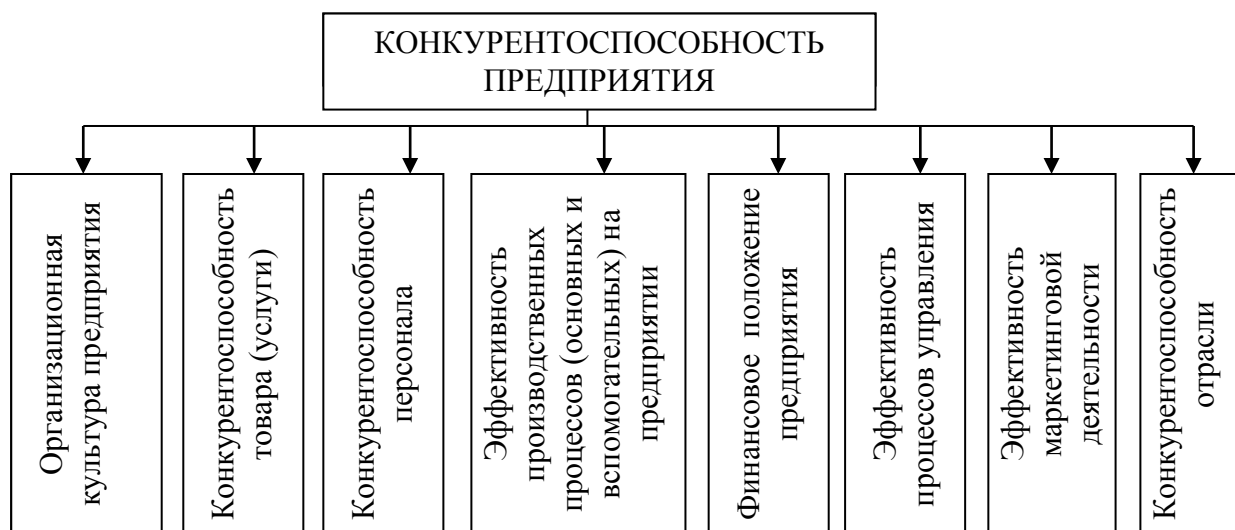 КОНКУРЕНТОСПОСОБНОСТЬ
ПРЕДПРИЯТИЯ
Организационная
культура предприятия
Конкурентоспособность
товара (услуги)
Конкурентоспособность
персонала
Эффективность
производственных
процессов (основных и
вспомогательных) на
предприятии
Финансовое положение
предприятия
Эффективность
процессов управления
Эффективность
маркетинговой
деятельности
Конкурентоспособность
отрасли